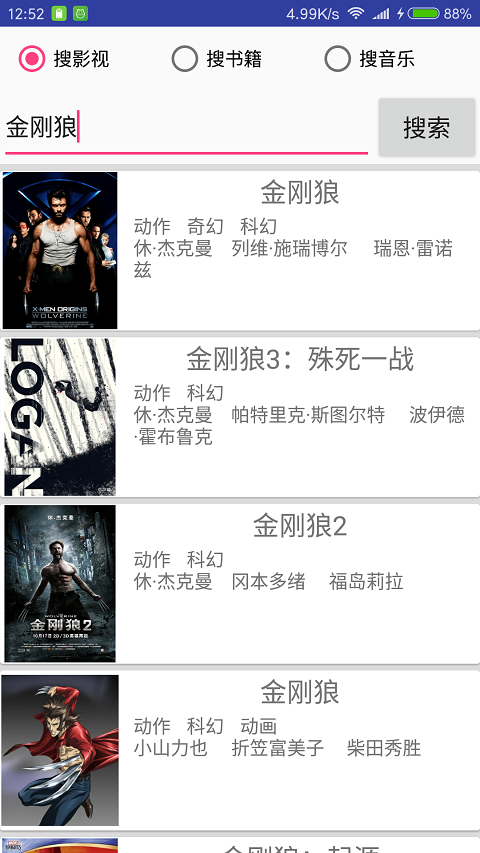 12:52 4.99K/s 88%
搜影视 搜书籍 搜音乐
金刚狼 搜索
金刚狼
动作 奇幻 科幻
休·杰克曼 列维·施瑞博尔 瑞恩·雷诺
兹
X-MEN ORIGINS
WOLVERINE
金刚狼3：殊死一战
动作 科幻
休·杰克曼 帕特里克·斯图尔特 波伊德
·霍布鲁克
LOGAN
金刚狼2
动作 科幻
休·杰克曼 冈本多绪 福岛莉拉
休·杰克曼
金刚狼2
金刚狼
动作 科幻 动画
小山力也 折笠富美子 柴田秀胜
金刚狼：起源